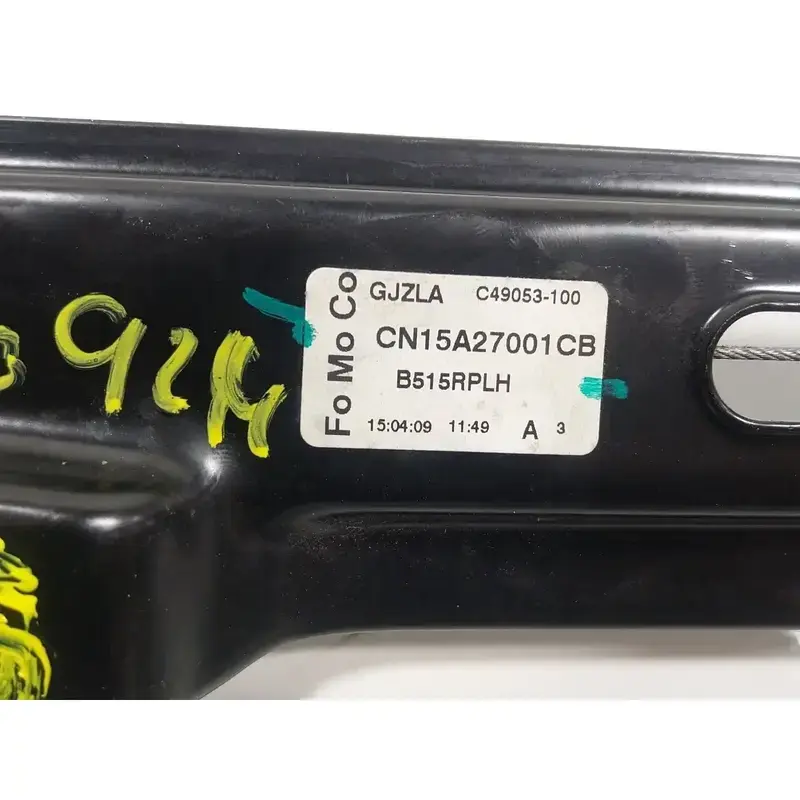 Fo Mo Co
GJZLA C49053-100
CN15A27001CB
B515RPLH
15:04:09 11:49 A 3